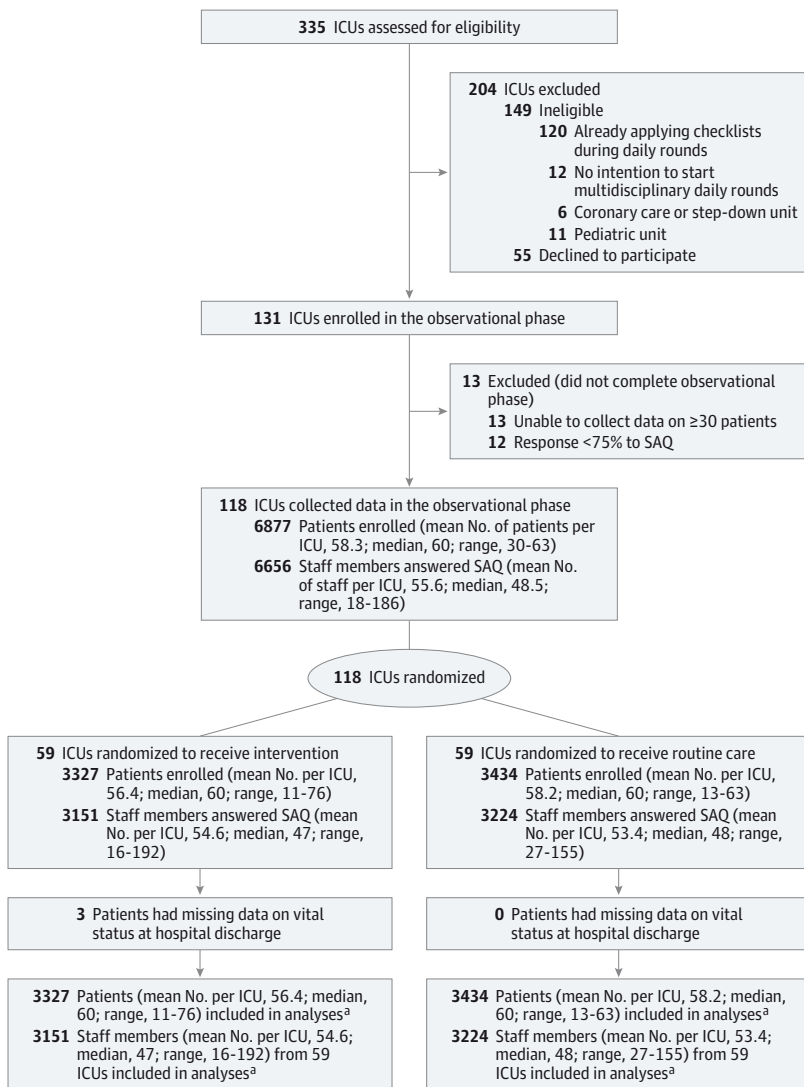 335 ICUs assessed for eligibility
204 ICUs excluded
149 Ineligible
120 Already applying checklists
during daily rounds
12 No intention to start
multidisciplinary daily rounds
6 Coronary care or step-down unit
11 Pediatric unit
55 Declined to participate
131 ICUs enrolled in the observational phase
13 Excluded (did not complete observational
phase)
13 Unable to collect data on ≥30 patients
12 Response <75% to SAQ
118 ICUs collected data in the observational phase
6877 Patients enrolled (mean No. of patients per
ICU, 58.3; median, 60; range, 30-63)
6656 Staff members answered SAQ (mean No.
of staff per ICU, 55.6; median, 48.5;
range, 18-186)
118 ICUs randomized
59 ICUs randomized to receive intervention
3327 Patients enrolled (mean No. per ICU,
56.4; median, 60; range, 11-76)
3151 Staff members answered SAQ (mean
No. per ICU, 54.6; median, 47; range,
16-192)
59 ICUs randomized to receive routine care
3434 Patients enrolled (mean No. per ICU,
58.2; median, 60; range, 13-63)
3224 Staff members answered SAQ (mean
No. per ICU, 53.4; median, 48; range,
27-155)
3 Patients had missing data on vital
status at hospital discharge
0 Patients had missing data on vital
status at hospital discharge
3327 Patients (mean No. per ICU, 56.4; median,
60; range, 11-76) included in analysesᵃ
3151 Staff members (mean No. per ICU, 54.6;
median, 47; range, 16-192) from 59
ICUs included in analysesᵃ
3434 Patients (mean No. per ICU, 58.2; median,
60; range, 13-63) included in analysesᵃ
3224 Staff members (mean No. per ICU, 53.4;
median, 48; range, 27-155) from 59
ICUs included in analysesᵃ